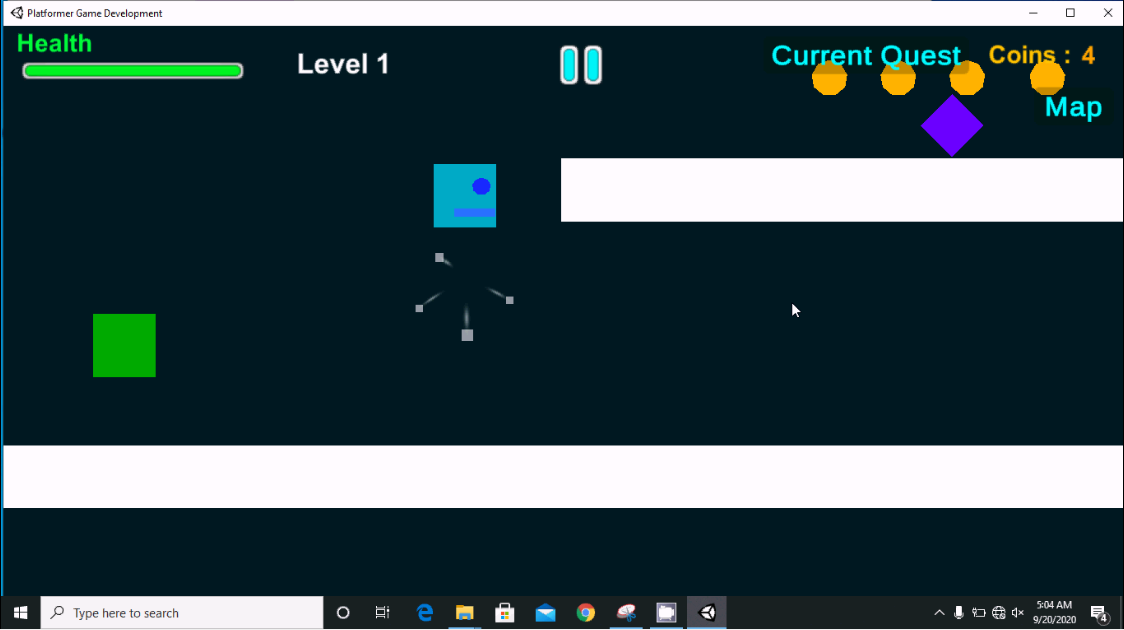 Platformer Game Development
Health
Level 1
Current Quest
Coins : 4
Map
Type here to search
5:04 AM
9/20/2020
4